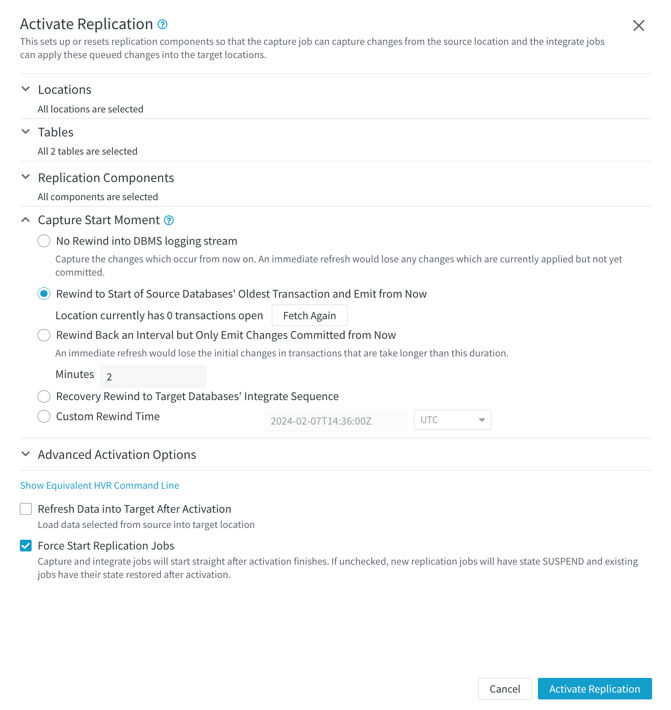 Activate Replication ?
This sets up or resets replication components so that the capture job can capture changes from the source location and the integrate jobs
can apply these queued changes into the target locations.
Locations
All locations are selected
Tables
All 2 tables are selected
Replication Components
All components are selected
Capture Start Moment ?
No Rewind into DBMS logging stream
Capture the changes which occur from now on. An immediate refresh would lose any changes which are currently applied but not yet
committed.
Rewind to Start of Source Databases' Oldest Transaction and Emit from Now
Location currently has 0 transactions open Fetch Again
Rewind Back an Interval but Only Emit Changes Committed from Now
An immediate refresh would lose the initial changes in transactions that are take longer than this duration.
Minutes 2
Recovery Rewind to Target Databases' Integrate Sequence
Custom Rewind Time 2024-02-07T14:36:00Z UTC
Advanced Activation Options
Show Equivalent HVR Command Line
Refresh Data into Target After Activation
Load data selected from source into target location
Force Start Replication Jobs
Capture and integrate jobs will start straight after activation finishes. If unchecked, new replication jobs will have state SUSPEND and existing
jobs have their state restored after activation.
Cancel Activate Replication